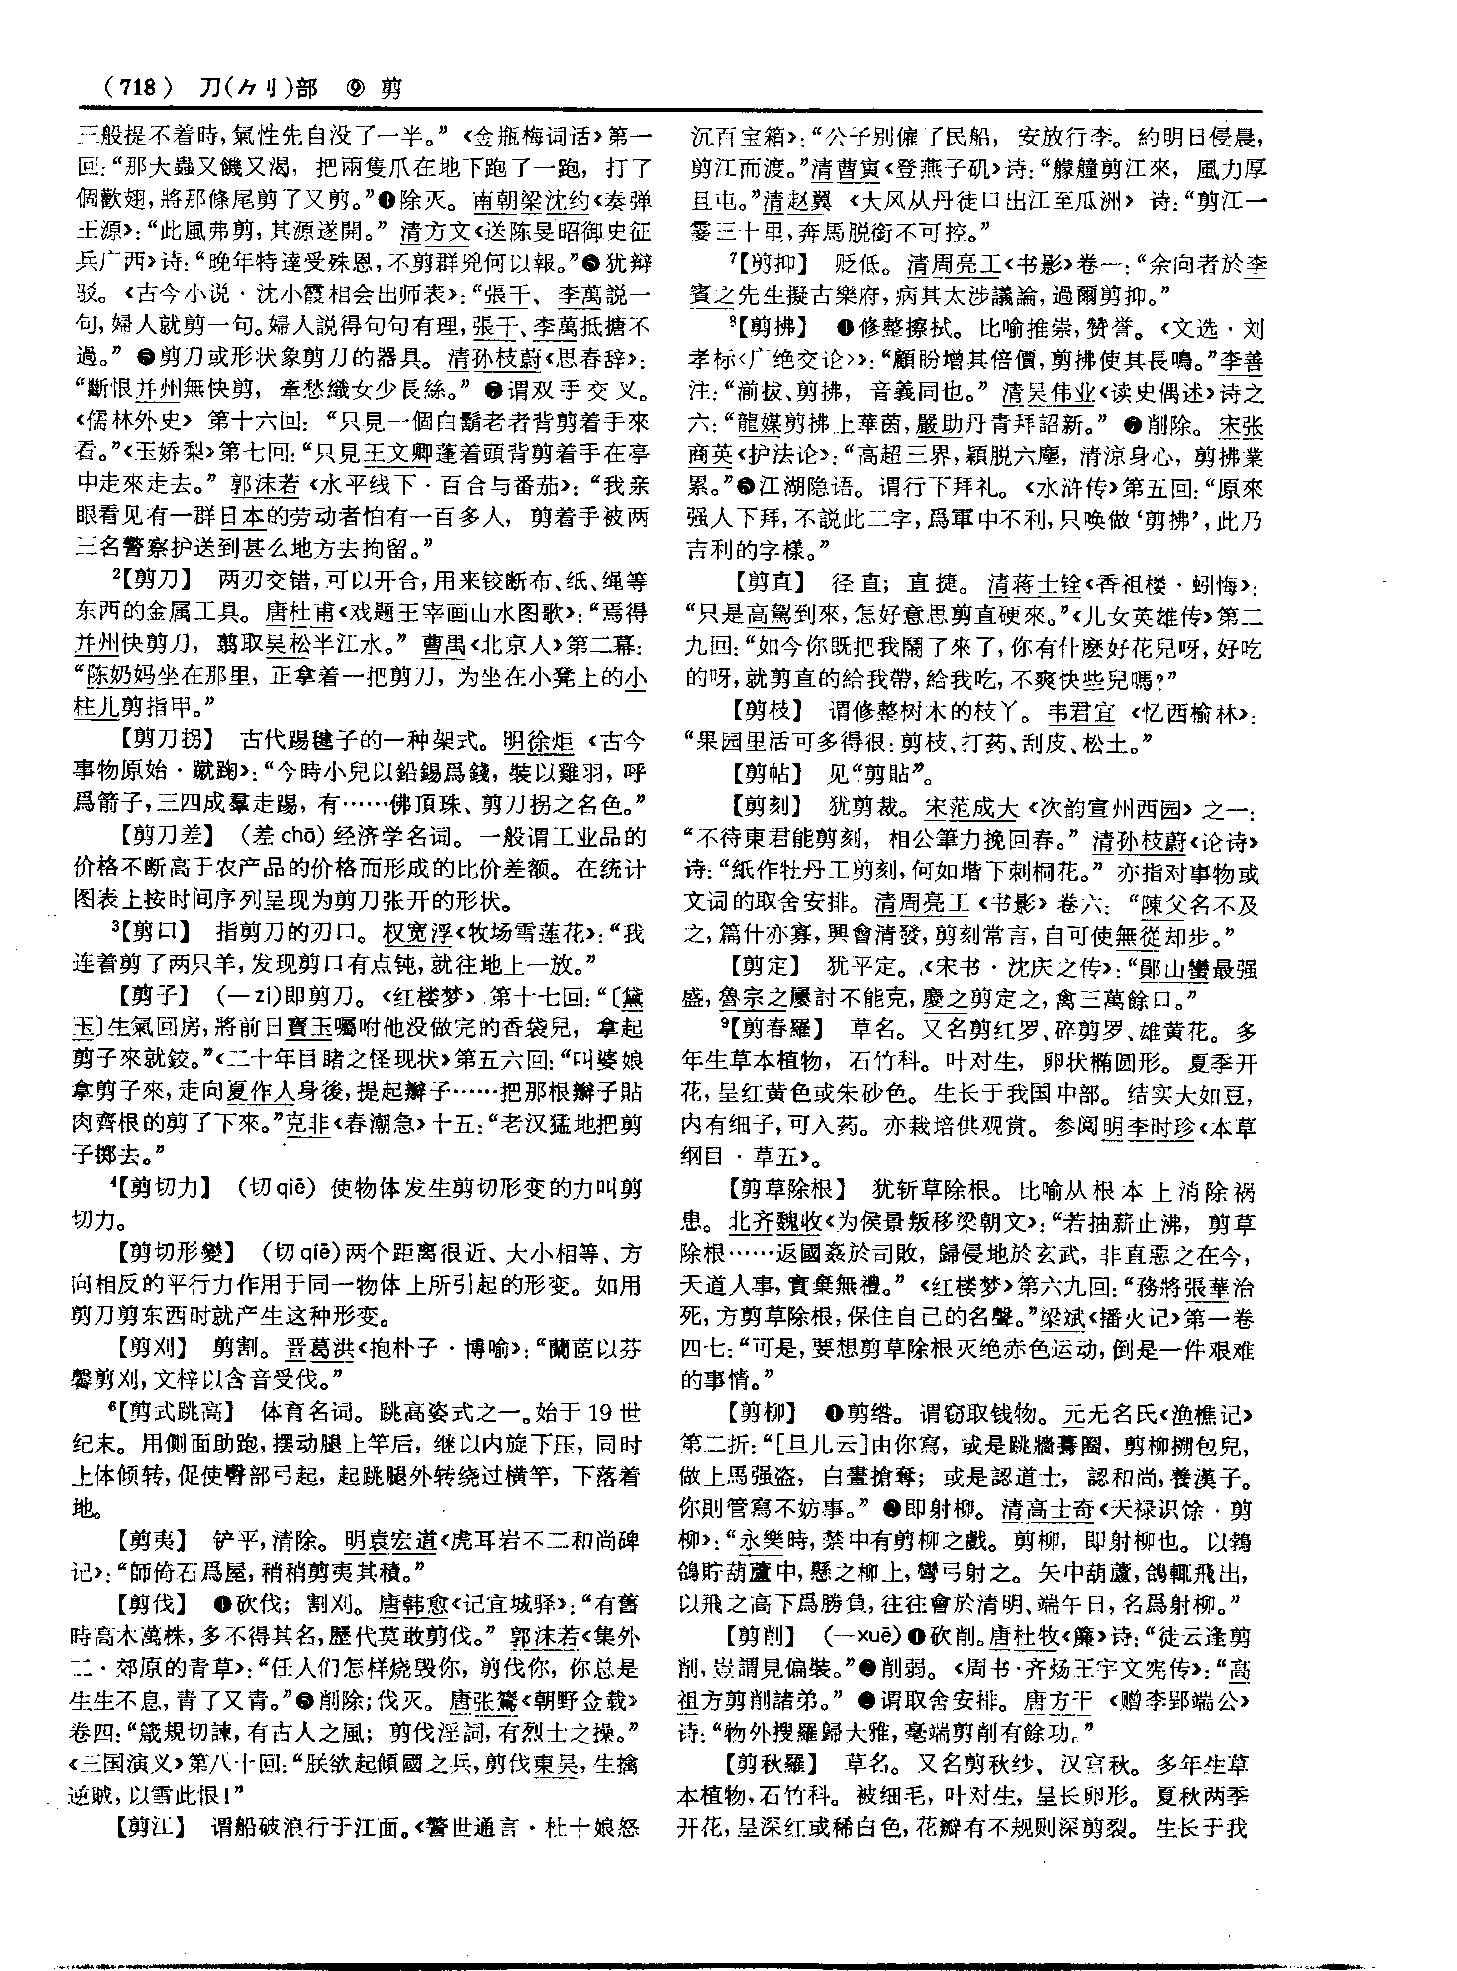 （718） 刀(⺈刂)部 ⑨ 剪
三般提不着時，氣性先自没了一半。”《金瓶梅词话》第一
回：“那大蟲又饑又渴，把兩隻爪在地下跑了一跑，打了
個歡翅，將那條尾剪了又剪。”❹除灭。南朝梁沈约《奏弹
王源》：“此風弗剪，其源遂開。”清方文《送陈旻昭御史征
兵广西》诗：“晚年特達受殊恩，不剪群兇何以報。”❺犹辩
驳。《古今小说·沈小霞相会出师表》：“張千、李萬説一
句，婦人就剪一句。婦人説得句句有理，張千、李萬抵搪不
過。”❻剪刀或形状象剪刀的器具。清孙枝蔚《思春辞》：
“斷恨并州無快剪，牽愁織女少長絲。”❼谓双手交叉。
《儒林外史》第十六回：“只見一個白鬍老者背剪着手來
看。”《玉娇梨》第七回：“只見王文卿蓬着頭背剪着手在亭
中走來走去。”郭沫若《水平线下·百合与番茄》：“我亲
眼看见有一群日本的劳动者怕有一百多人，剪着手被两
三名警察护送到甚么地方去拘留。”
²【剪刀】 两刃交错，可以开合，用来铰断布、纸、绳等
东西的金属工具。唐杜甫《戏题王宰画山水图歌》：“焉得
并州快剪刀，翦取吴松半江水。”曹禺《北京人》第二幕：
“陈奶妈坐在那里，正拿着一把剪刀，为坐在小凳上的小
柱儿剪指甲。”
【剪刀拐】 古代踢毽子的一种架式。明徐炬《古今
事物原始·蹴踘》：“今時小兒以鉛錫爲錢，裝以雞羽，呼
爲箭子，三四成羣走踢，有……佛頂珠、剪刀拐之名色。”
【剪刀差】 （差chā）经济学名词。一般谓工业品的
价格不断高于农产品的价格而形成的比价差额。在统计
图表上按时间序列呈现为剪刀张开的形状。
³【剪口】 指剪刀的刃口。权宽浮《牧场雪莲花》：“我
连着剪了两只羊，发现剪口有点钝，就往地上一放。”
【剪子】 （一zi）即剪刀。《红楼梦》第十七回：“〔黛
玉〕生氣回房，將前日寶玉囑咐他没做完的香袋兒，拿起
剪子來就鉸。”《二十年目睹之怪现状》第五六回：“叫婆娘
拿剪子來，走向夏作人身後，提起辮子……把那根辮子貼
肉齊根的剪了下來。”克非《春潮急》十五：“老汉猛地把剪
子掷去。”
⁴【剪切力】 （切qiē）使物体发生剪切形变的力叫剪
切力。
【剪切形變】 （切qiē）两个距离很近、大小相等、方
向相反的平行力作用于同一物体上所引起的形变。如用
剪刀剪东西时就产生这种形变。
【剪刈】 剪割。晋葛洪《抱朴子·博喻》：“蘭茝以芬
馨剪刈，文梓以含音受伐。”
⁶【剪式跳高】 体育名词。跳高姿式之一。始于19世
纪末。用侧面助跑，摆动腿上竿后，继以内旋下压，同时
上体倾转，促使臀部弓起，起跳腿外转绕过横竿，下落着
地。
【剪夷】 铲平，清除。明袁宏道《虎耳岩不二和尚碑
记》：“師倚石爲屋，稍稍剪夷其積。”
【剪伐】 ❶砍伐；割刈。唐韩愈《记宜城驿》：“有舊
時高木萬株，多不得其名，歷代莫敢剪伐。”郭沫若《集外
二·郊原的青草》：“任人们怎样烧毁你，剪伐你，你总是
生生不息，青了又青。”❷削除；伐灭。唐张鷟《朝野佥载》
卷四：“箴規切諫，有古人之風；剪伐淫詞，有烈士之操。”
《三国演义》第八十回：“朕欲起傾國之兵，剪伐東吴，生擒
逆賊，以雪此恨！”
【剪江】 谓船破浪行于江面。《警世通言·杜十娘怒
沉百宝箱》：“公子别僱了民船，安放行李。約明日侵晨，
剪江而渡。”清曹寅《登燕子矶》诗：“艨艟剪江來，風力厚
且屯。”清赵翼《大风从丹徒口出江至瓜洲》诗：“剪江一
霎三十里，奔馬脱銜不可控。”
⁷【剪抑】 贬低。清周亮工《书影》卷一：“余向者於李
賓之先生擬古樂府，病其太涉議論，過爾剪抑。”
⁸【剪拂】 ❶修整擦拭。比喻推崇，赞誉。《文选·刘
孝标〈广绝交论〉》：“顧盼增其倍價，剪拂使其長鳴。”李善
注：“湔拔、剪拂，音義同也。”清吴伟业《读史偶述》诗之
六：“龍媒剪拂上華茵，嚴助丹青拜詔新。”❷削除。宋张
商英《护法论》：“高超三界，穎脱六塵，清涼身心，剪拂業
累。”❸江湖隐语。谓行下拜礼。《水浒传》第五回：“原來
强人下拜，不説此二字，爲軍中不利，只唤做‘剪拂’，此乃
吉利的字樣。”
【剪直】 径直；直捷。清蒋士铨《香祖楼·蚓悔》：
“只是高駕到來，怎好意思剪直硬來。”《儿女英雄传》第二
九回：“如今你既把我鬧了來了，你有什麽好花兒呀，好吃
的呀，就剪直的給我帶，給我吃，不爽快些兒嗎？”
【剪枝】 谓修整树木的枝丫。韦君宜《忆西榆林》：
“果园里活可多得很：剪枝、打药、刮皮、松土。”
【剪帖】 见“剪貼”。
【剪刻】 犹剪裁。宋范成大《次韵宣州西园》之一：
“不待東君能剪刻，相公筆力挽回春。”清孙枝蔚《论诗》
诗：“紙作牡丹工剪刻，何如堦下刺桐花。”亦指对事物或
文词的取舍安排。清周亮工《书影》卷六：“陳父名不及
之，篇什亦寡，興會清發，剪刻常言，自可使無從却步。”
【剪定】 犹平定。《宋书·沈庆之传》：“鄖山蠻最强
盛，魯宗之屢討不能克，慶之剪定之，禽三萬餘口。”
⁹【剪春羅】 草名。又名剪红罗、碎剪罗、雄黄花。多
年生草本植物，石竹科。叶对生，卵状椭圆形。夏季开
花，呈红黄色或朱砂色。生长于我国中部。结实大如豆，
内有细子，可入药。亦栽培供观赏。参阅明李时珍《本草
纲目·草五》。
【剪草除根】 犹斩草除根。比喻从根本上消除祸
患。北齐魏收《为侯景叛移梁朝文》：“若抽薪止沸，剪草
除根……返國姦於司敗，歸侵地於玄武，非直惡之在今，
天道人事，實棄無禮。”《红楼梦》第六九回：“務將張華治
死，方剪草除根，保住自己的名聲。”梁斌《播火记》第一卷
四七：“可是，要想剪草除根灭绝赤色运动，倒是一件艰难
的事情。”
【剪柳】 ❶剪绺。谓窃取钱物。元无名氏《渔樵记》
第二折：“［旦儿云］由你寫，或是跳牆驀圈，剪柳搠包兒，
做上馬强盗，白晝搶奪；或是認道士，認和尚，養漢子。
你則管寫不妨事。”❷即射柳。清高士奇《天禄识馀·剪
柳》：“永樂時，禁中有剪柳之戲。剪柳，即射柳也。以鵓
鴿貯葫蘆中，懸之柳上，彎弓射之。矢中葫蘆，鴿輒飛出，
以飛之高下爲勝負，往往會於清明、端午日，名爲射柳。”
【剪削】 （一xuē）❶砍削。唐杜牧《簾》诗：“徒云逢剪
削，豈謂見偏裝。”❷削弱。《周书·齐炀王宇文宪传》：“高
祖方剪削諸弟。”❸谓取舍安排。唐方干《赠李郢端公》
诗：“物外搜羅歸大雅，毫端剪削有餘功。”
【剪秋羅】 草名。又名剪秋纱，汉宫秋。多年生草
本植物，石竹科。被细毛，叶对生，呈长卵形。夏秋两季
开花，呈深红或稀白色，花瓣有不规则深剪裂。生长于我